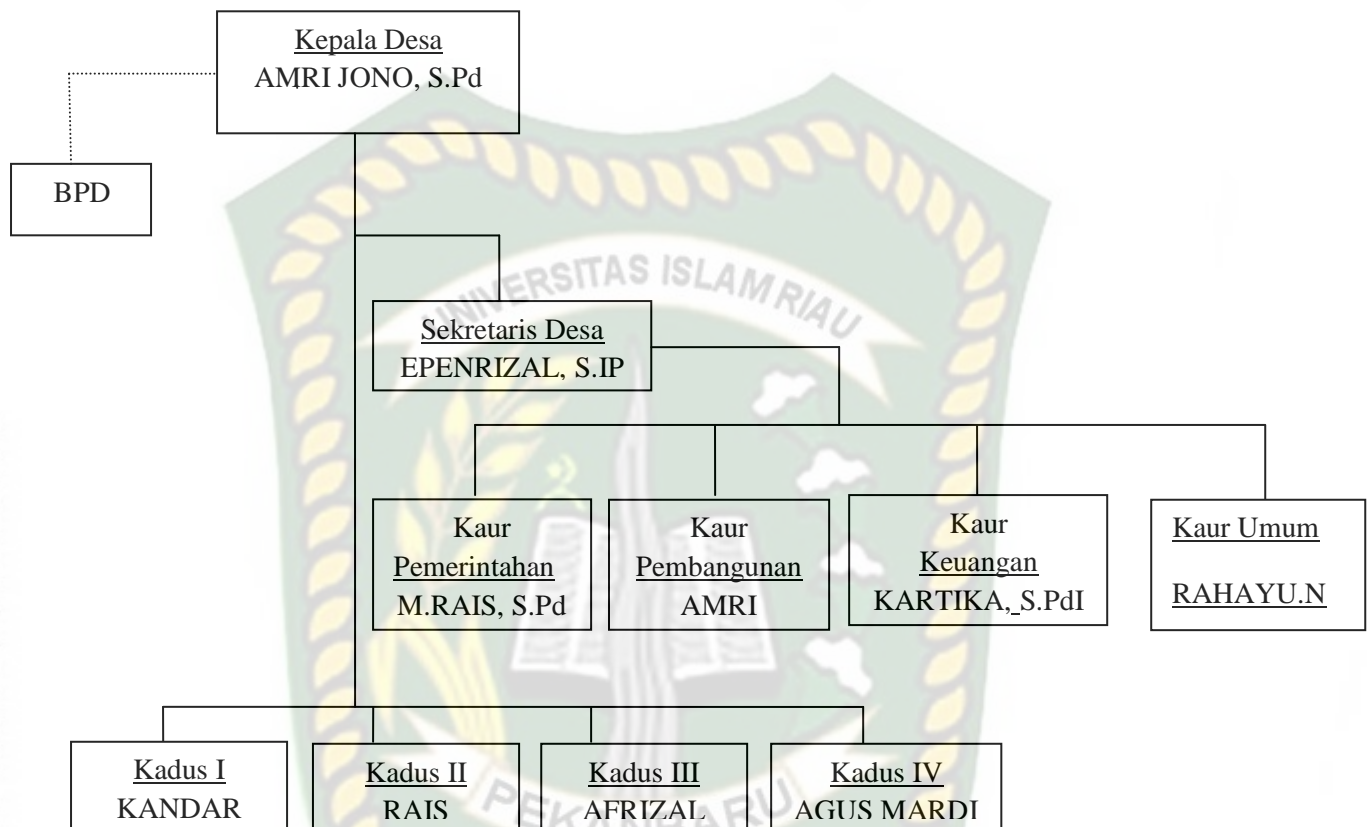 Kepala Desa
AMRI JONO, S.Pd
BPD
UNIVERSITAS ISLAM RIAU
Sekretaris Desa
EPENRIZAL, S.IP
Kaur
Pemerintahan
M.RAIS, S.Pd
Kaur
Pembangunan
AMRI
Kaur
Keuangan
KARTIKA, S.PdI
Kaur Umum
RAHAYU.N
Kadus I
KANDAR
Kadus II
RAIS
Kadus III
AFRIZAL
Kadus IV
AGUS MARDI
PEKANBARU